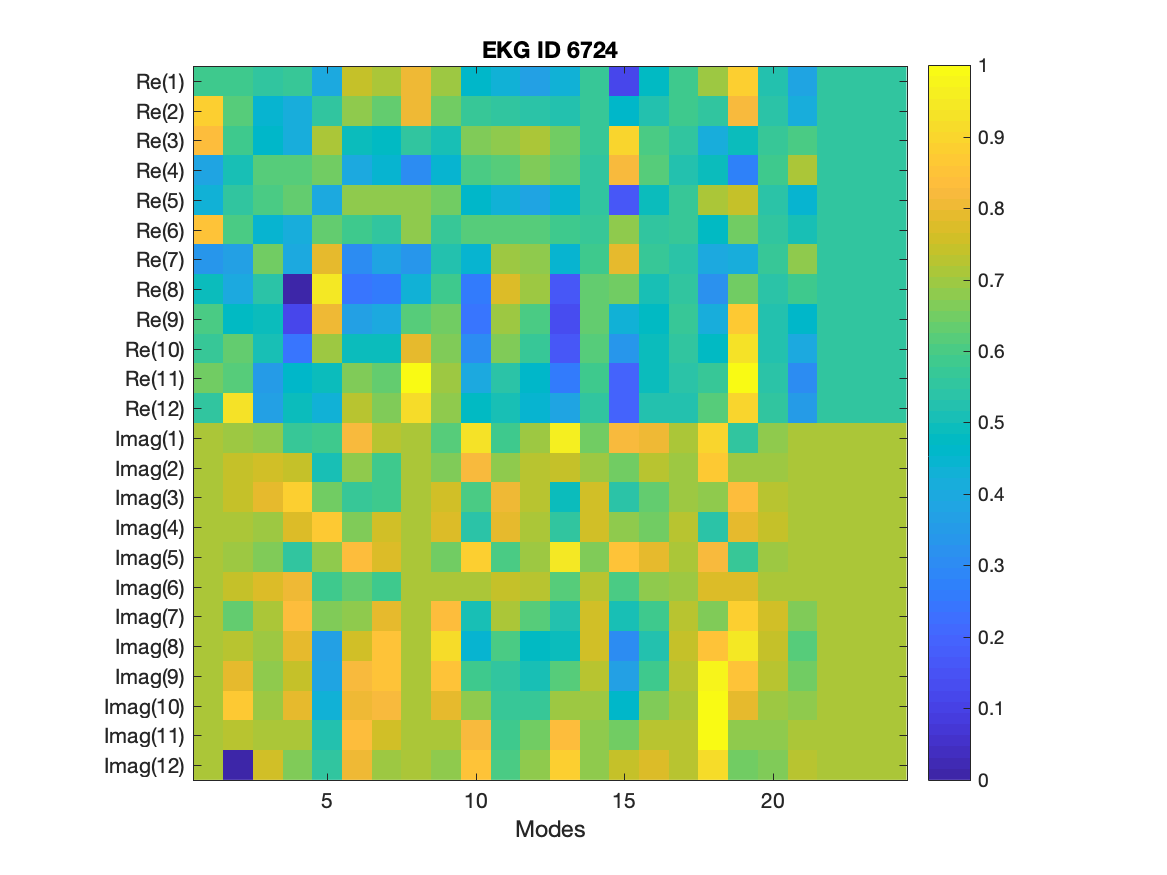 EKG ID 6724
Re(1)
Re(2)
Re(3)
Re(4)
Re(5)
Re(6)
Re(7)
Re(8)
Re(9)
Re(10)
Re(11)
Re(12)
Imag(1)
Imag(2)
Imag(3)
Imag(4)
Imag(5)
Imag(6)
Imag(7)
Imag(8)
Imag(9)
Imag(10)
Imag(11)
Imag(12)
5 10 15 20
Modes
1
0.9
0.8
0.7
0.6
0.5
0.4
0.3
0.2
0.1
0